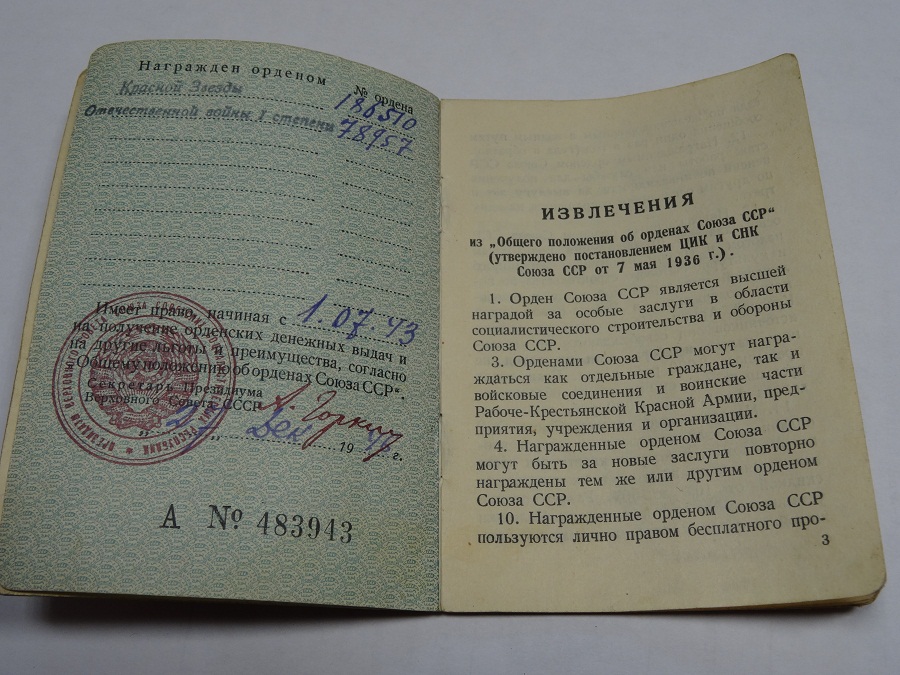 Награжден орденом
№ ордена
Красной Звезды 186510
Отечественной войны I степени 78957
Имеет право, начиная с 1.07.43
на получение орденских денежных выдач и
на другие льготы и преимущества, согласно
„Общему положению об орденах Союза ССР“.
Секретарь Президиума
Верховного Совета СССР А. Горкин
Дек 19 г.
А № 483943
ИЗВЛЕЧЕНИЯ
из „Общего положения об орденах Союза ССР“
(утверждено постановлением ЦИК и СНК
Союза ССР от 7 мая 1936 г.).
1. Орден Союза ССР является высшей
наградой за особые заслуги в области
социалистического строительства и обороны
Союза ССР.
3. Орденами Союза ССР могут награ-
ждаться как отдельные граждане, так и
войсковые соединения и воинские части
Рабоче-Крестьянской Красной Армии, пред-
приятия, учреждения и организации.
4. Награжденные орденом Союза ССР
могут быть за новые заслуги повторно
награждены тем же или другим орденом
Союза ССР.
10. Награжденные орденом Союза ССР
пользуются лично правом бесплатного про-
3